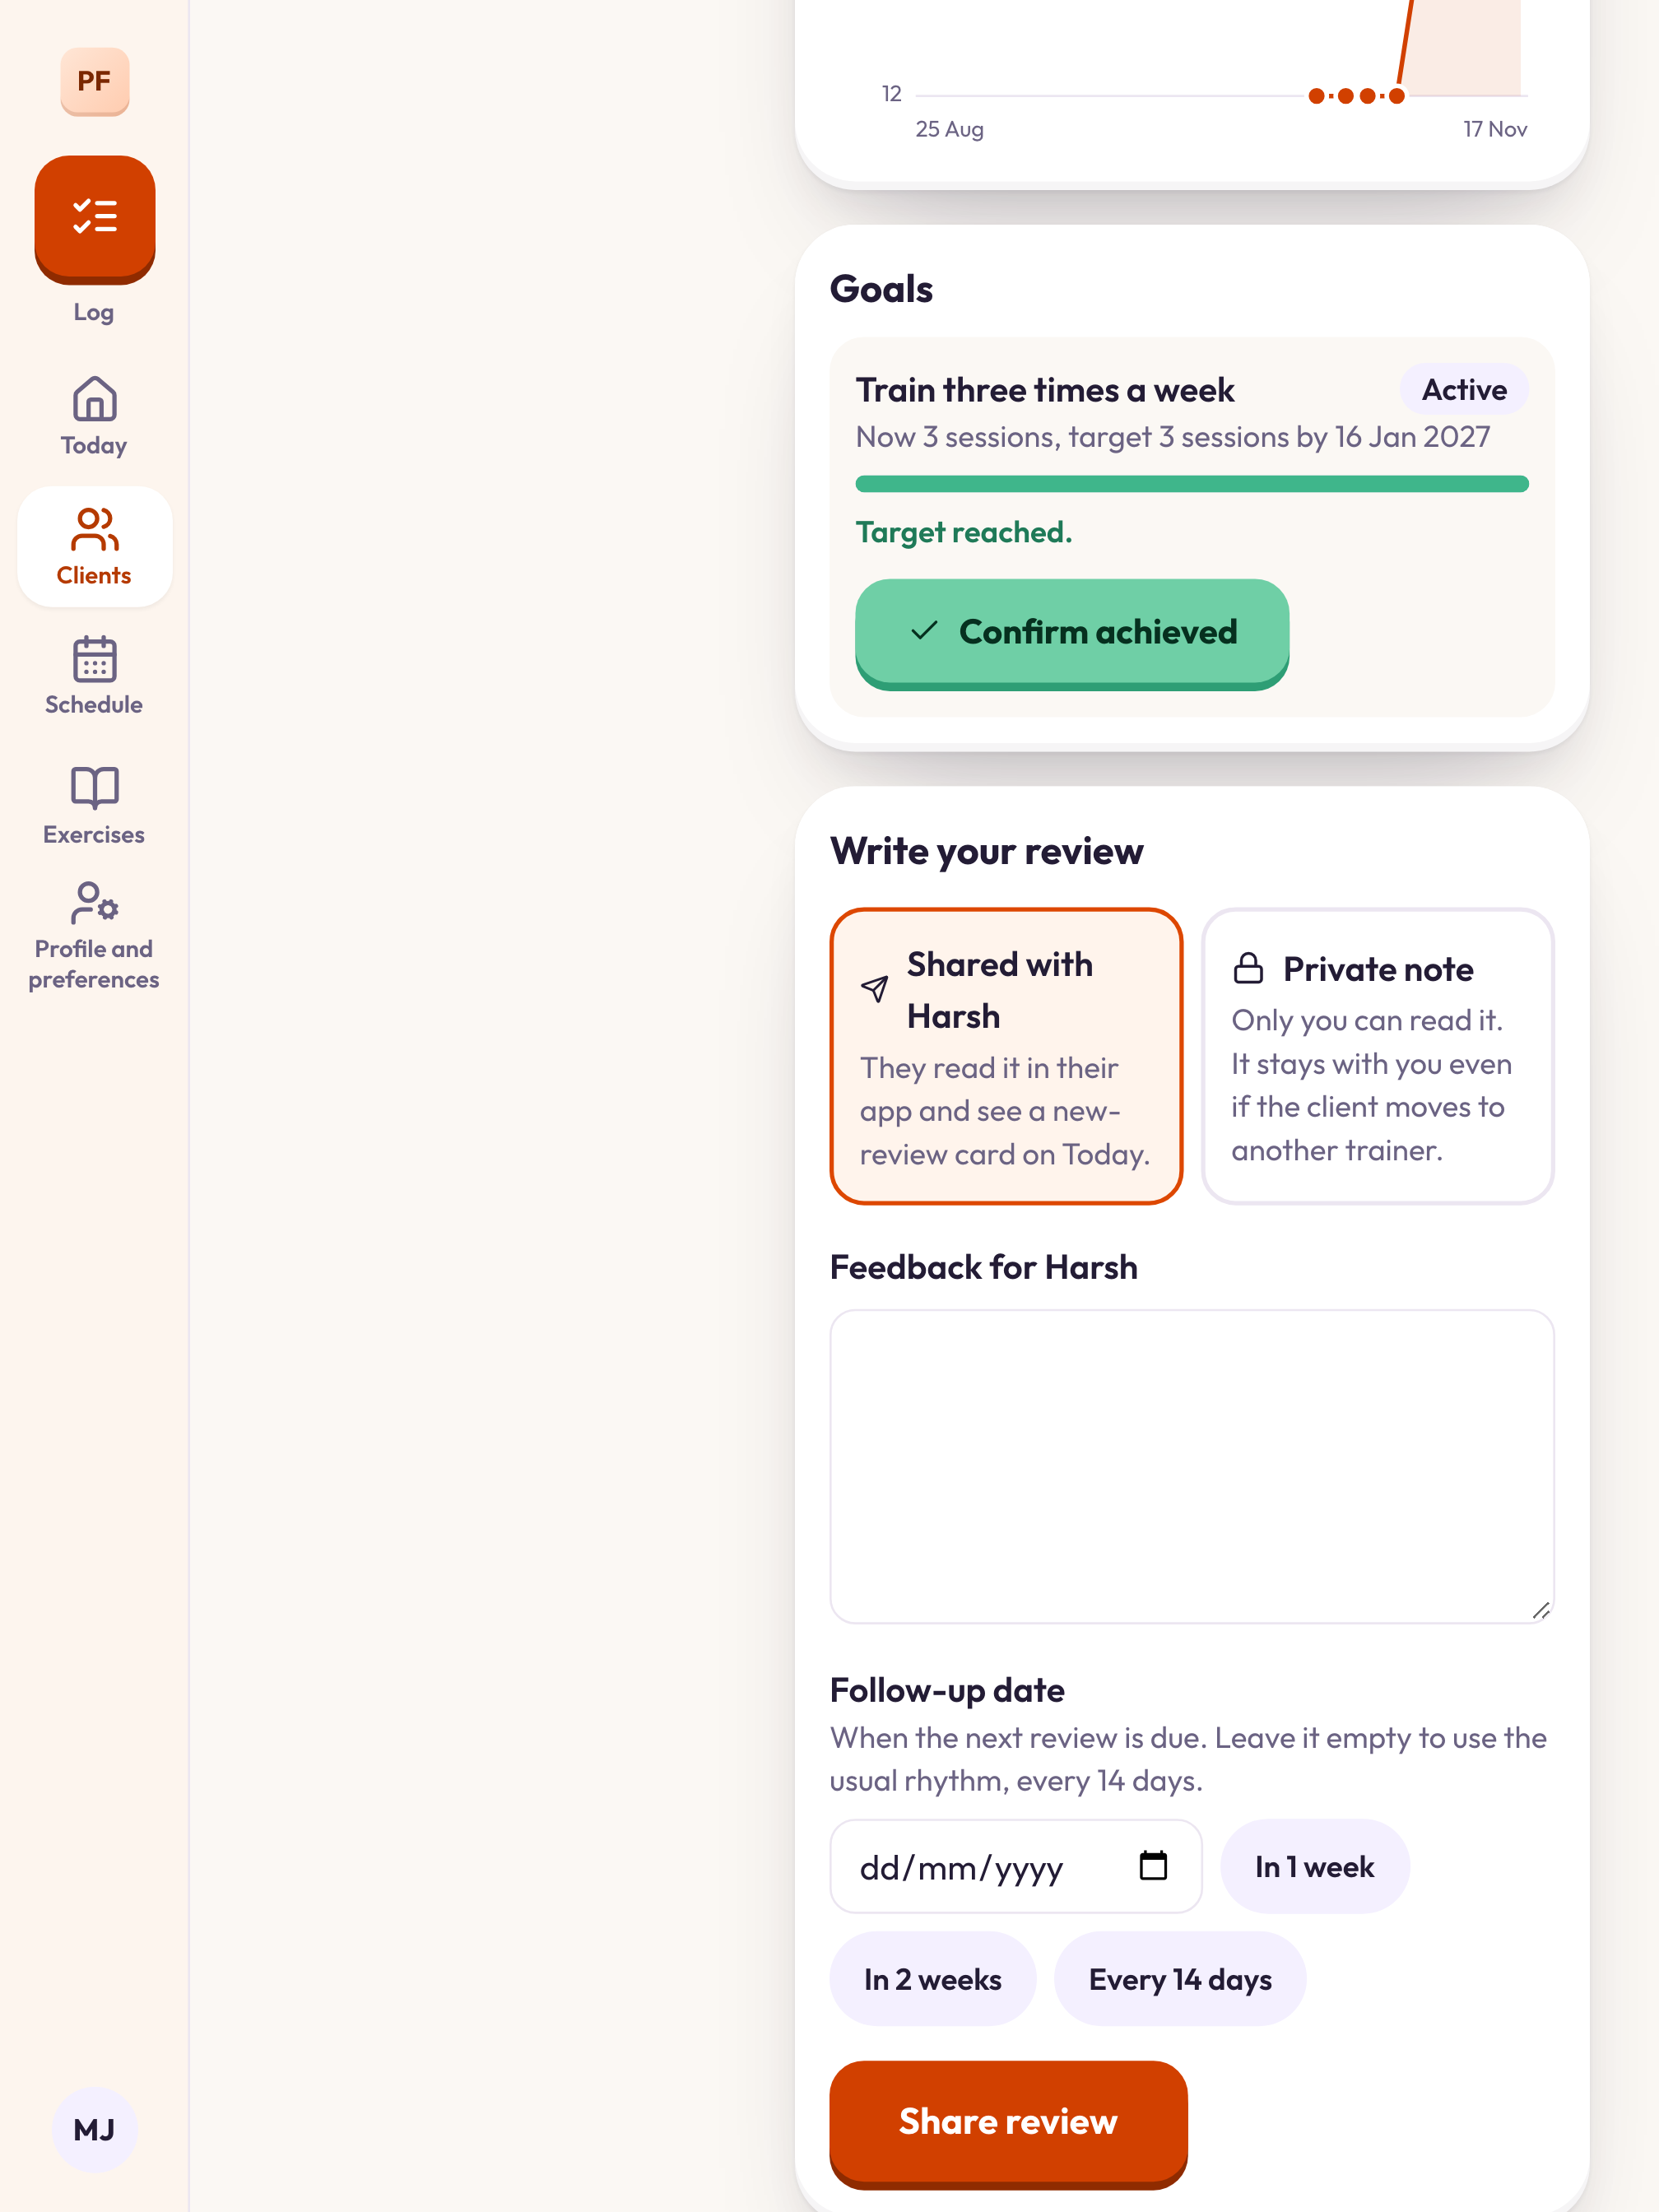 PF
Log
Today
Clients
Schedule
Exercises
Profile and
preferences
MJ
12
25 Aug
17 Nov
Goals
Train three times a week
Active
Now 3 sessions, target 3 sessions by 16 Jan 2027
Target reached.
Confirm achieved
Write your review
Shared with
Harsh
They read it in their
app and see a new-
review card on Today.
Private note
Only you can read it.
It stays with you even
if the client moves to
another trainer.
Feedback for Harsh
Follow-up date
When the next review is due. Leave it empty to use the
usual rhythm, every 14 days.
dd/mm/yyyy
In 1 week
In 2 weeks
Every 14 days
Share review